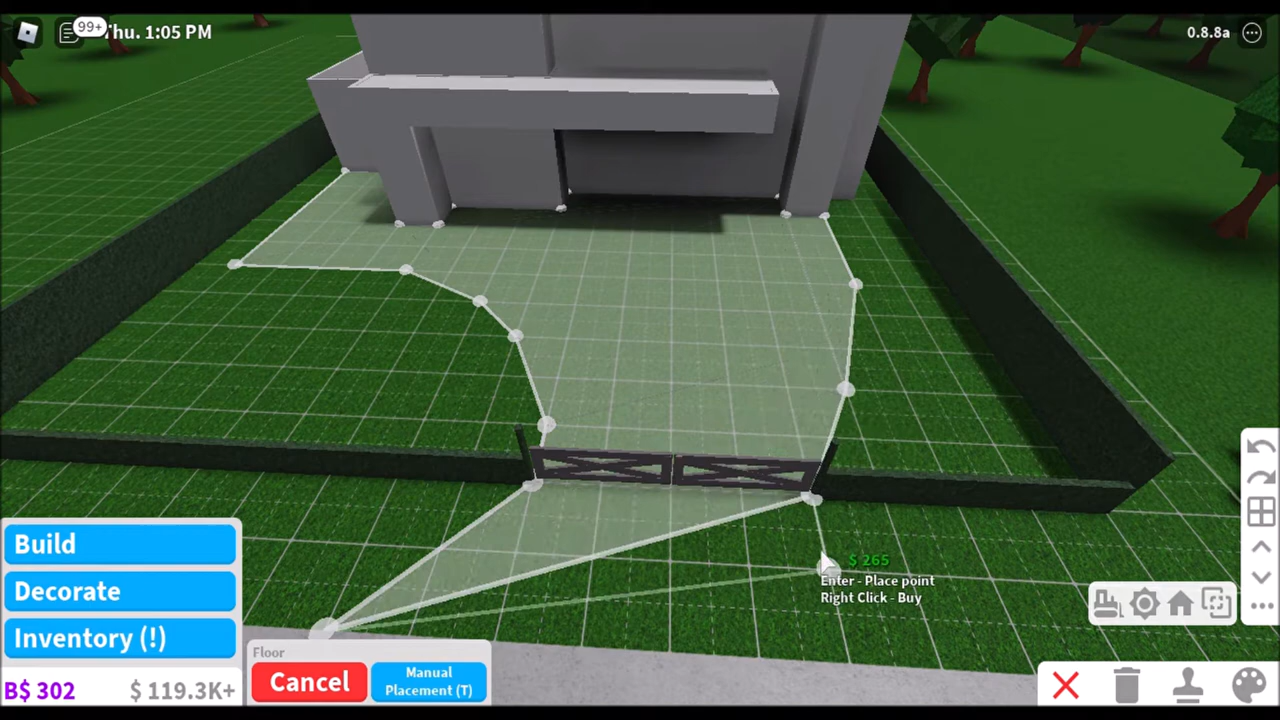 99+
Thu. 1:05 PM
0.8.8a
$ 265
Enter - Place point
Right Click - Buy
Build
Decorate
Inventory (!)
B$ 302
$ 119.3K+
Floor
Cancel
Manual
Placement (T)